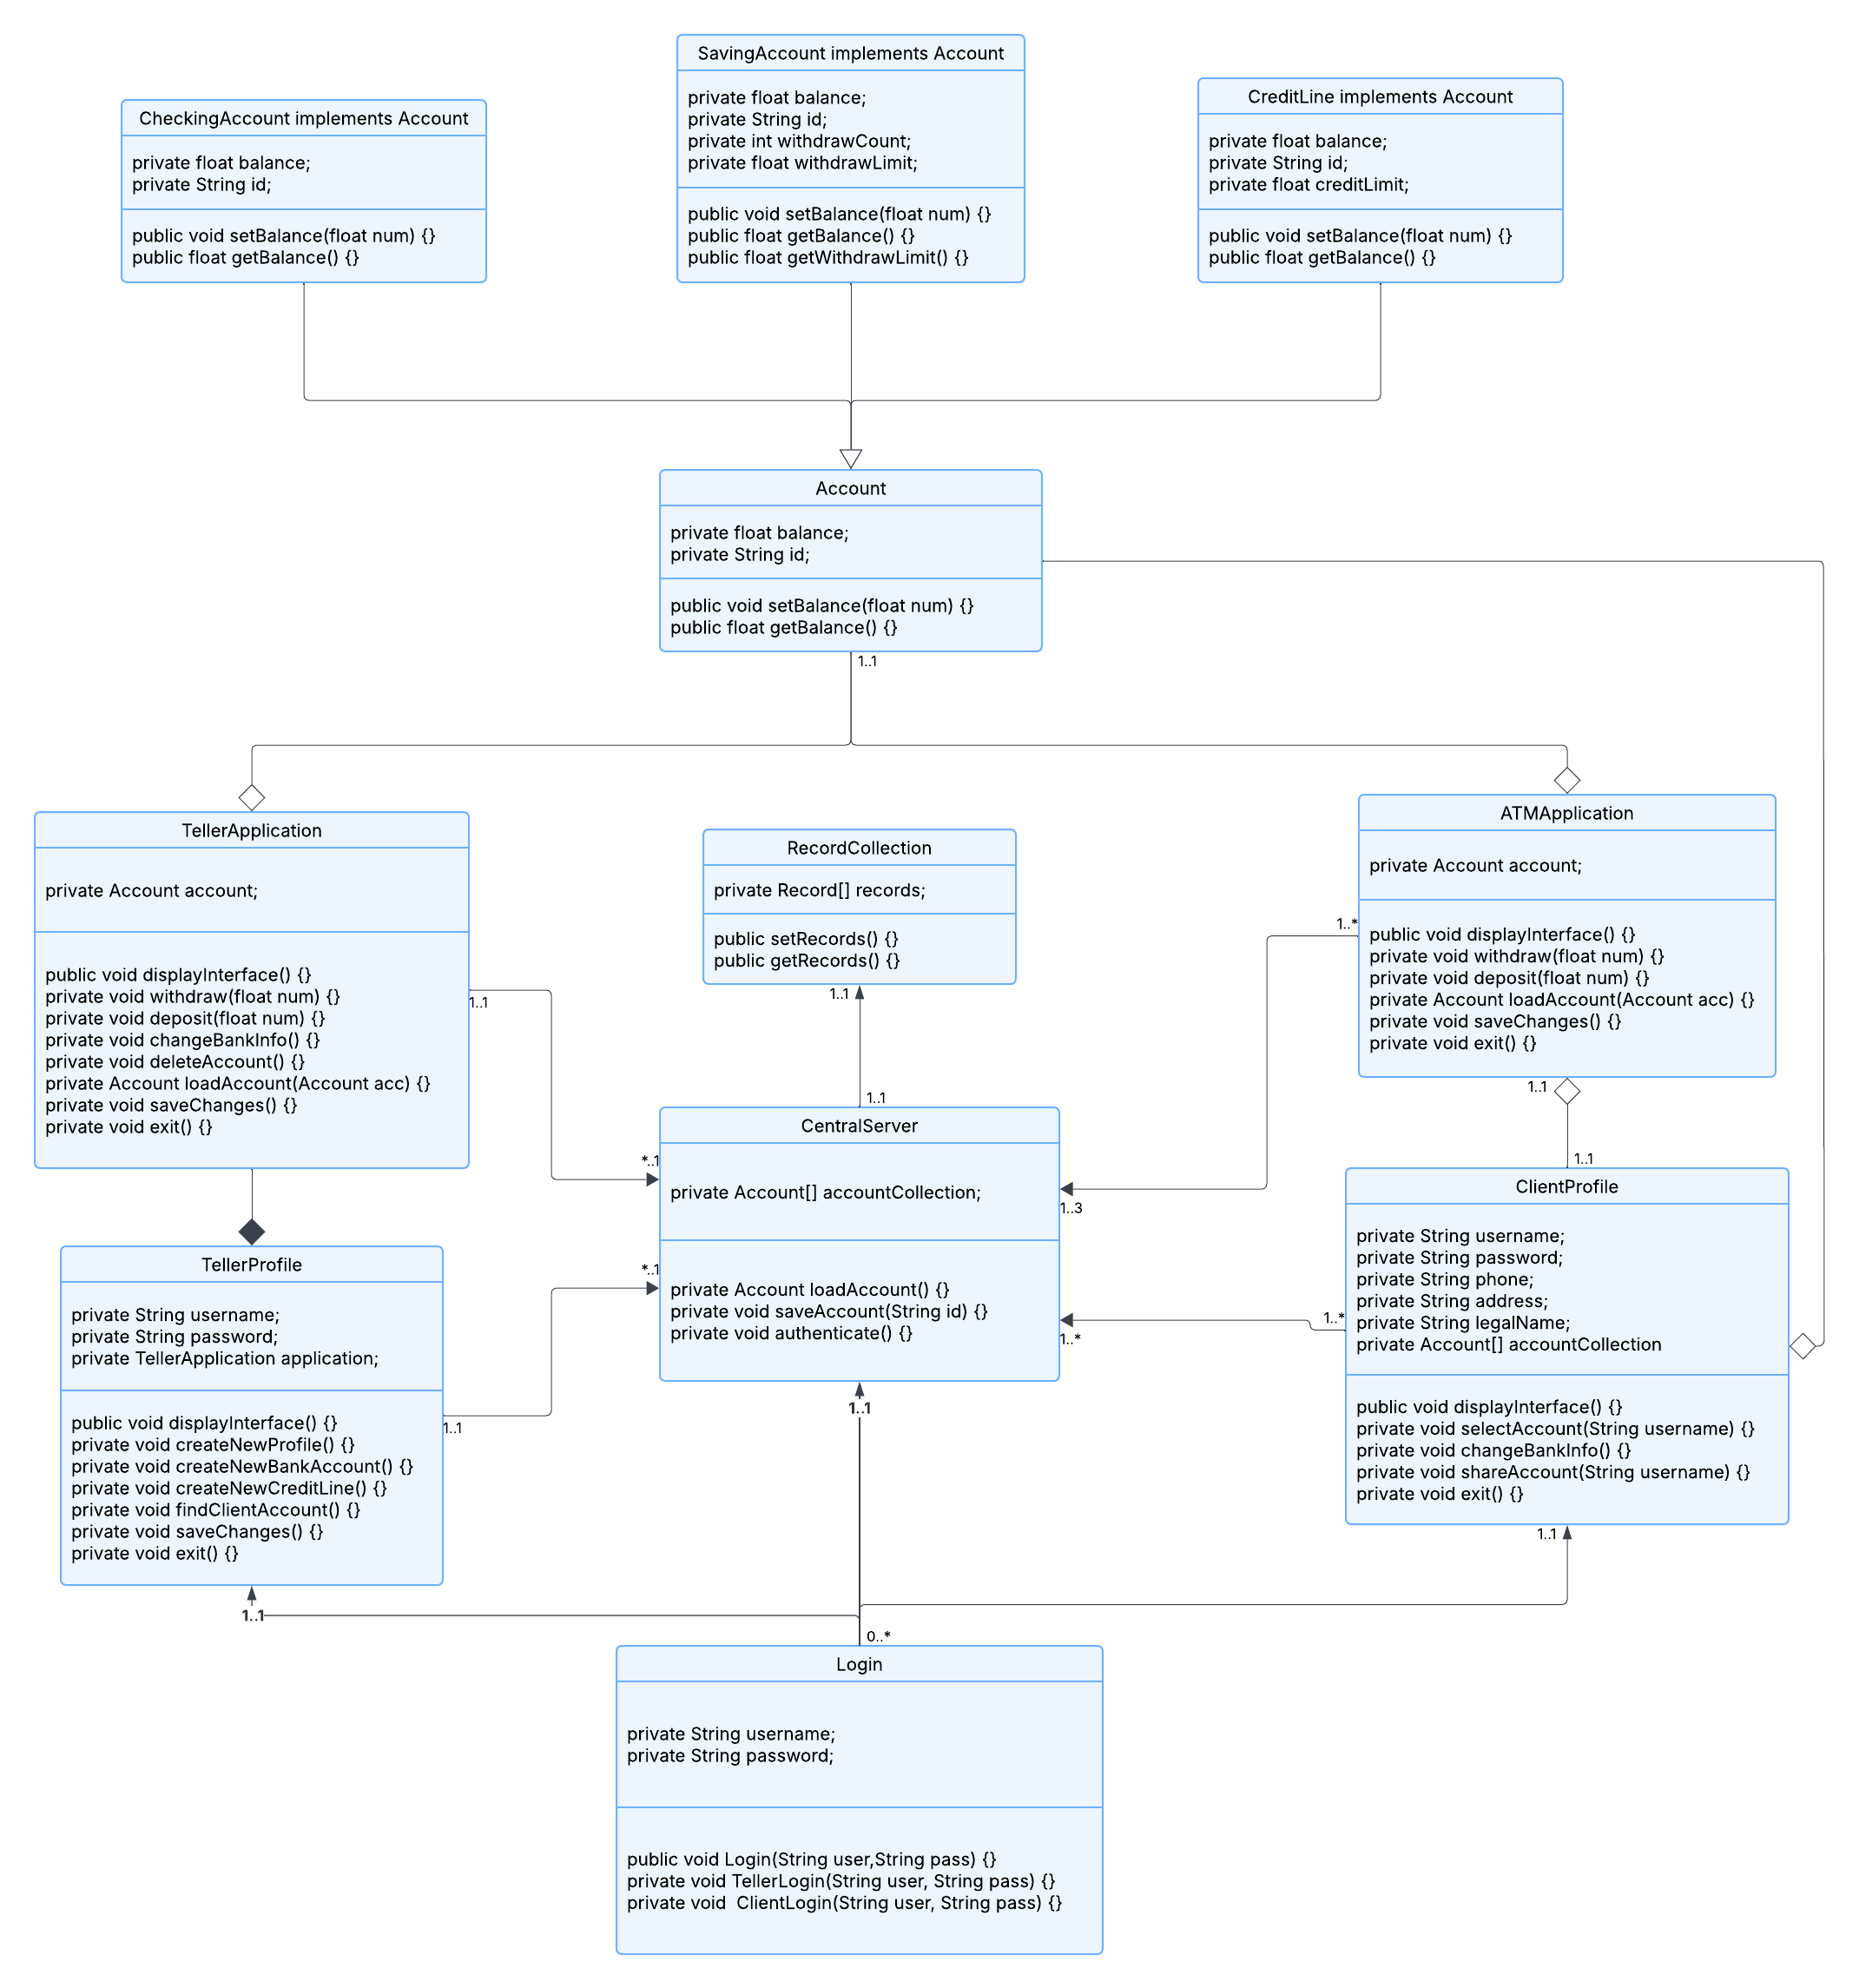 SavingAccount implements Account
private float balance;
private String id;
private int withdrawCount;
private float withdrawLimit;
public void setBalance(float num) {}
public float getBalance() {}
public float getWithdrawLimit() {}
CheckingAccount implements Account
private float balance;
private String id;
public void setBalance(float num) {}
public float getBalance() {}
CreditLine implements Account
private float balance;
private String id;
private float creditLimit;
public void setBalance(float num) {}
public float getBalance() {}
Account
private float balance;
private String id;
public void setBalance(float num) {}
public float getBalance() {}
1..1
TellerApplication
private Account account;
public void displayInterface() {}
private void withdraw(float num) {}
private void deposit(float num) {}
private void changeBankInfo() {}
private void deleteAccount() {}
private Account loadAccount(Account acc) {}
private void saveChanges() {}
private void exit() {}
1..1
RecordCollection
private Record[] records;
public setRecords() {}
public getRecords() {}
1..1
ATMApplication
private Account account;
public void displayInterface() {}
private void withdraw(float num) {}
private void deposit(float num) {}
private Account loadAccount(Account acc) {}
private void saveChanges() {}
private void exit() {}
1..*
1..1
1..1
CentralServer
private Account[] accountCollection;
private Account loadAccount() {}
private void saveAccount(String id) {}
private void authenticate() {}
*..1
*..1
1..3
1..*
1..1
1..1
ClientProfile
private String username;
private String password;
private String phone;
private String address;
private String legalName;
private Account[] accountCollection
public void displayInterface() {}
private void selectAccount(String username) {}
private void changeBankInfo() {}
private void shareAccount(String username) {}
private void exit() {}
1..*
1..1
TellerProfile
private String username;
private String password;
private TellerApplication application;
public void displayInterface() {}
private void createNewProfile() {}
private void createNewBankAccount() {}
private void createNewCreditLine() {}
private void findClientAccount() {}
private void saveChanges() {}
private void exit() {}
1..1
1..1
0..*
Login
private String username;
private String password;
public void Login(String user,String pass) {}
private void TellerLogin(String user, String pass) {}
private void  ClientLogin(String user, String pass) {}